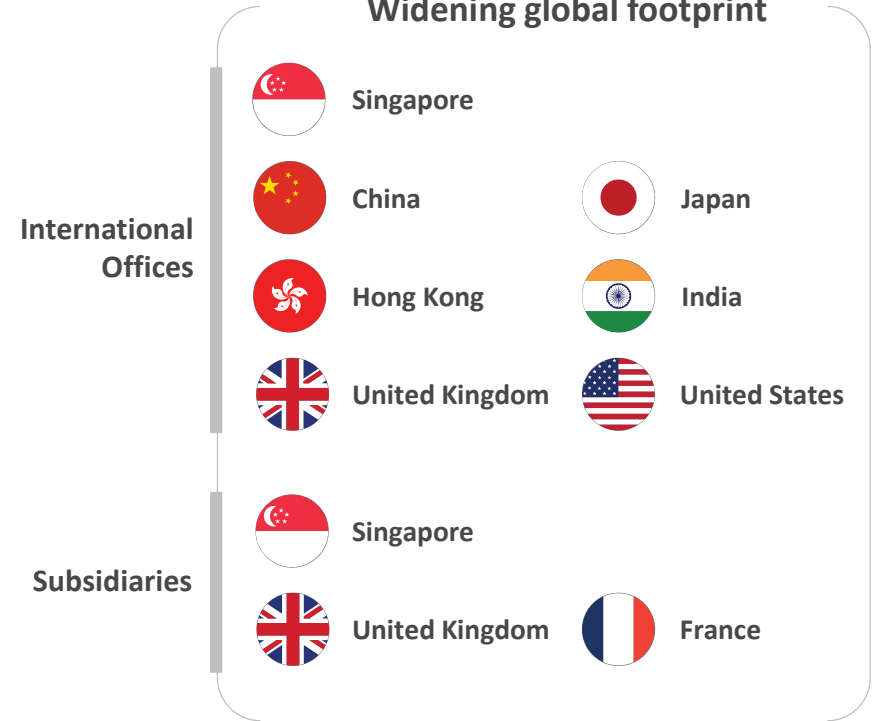 Widening global footprint
Singapore
China
Japan
International
Offices
Hong Kong
India
United Kingdom
United States
Singapore
Subsidiaries
United Kingdom
France